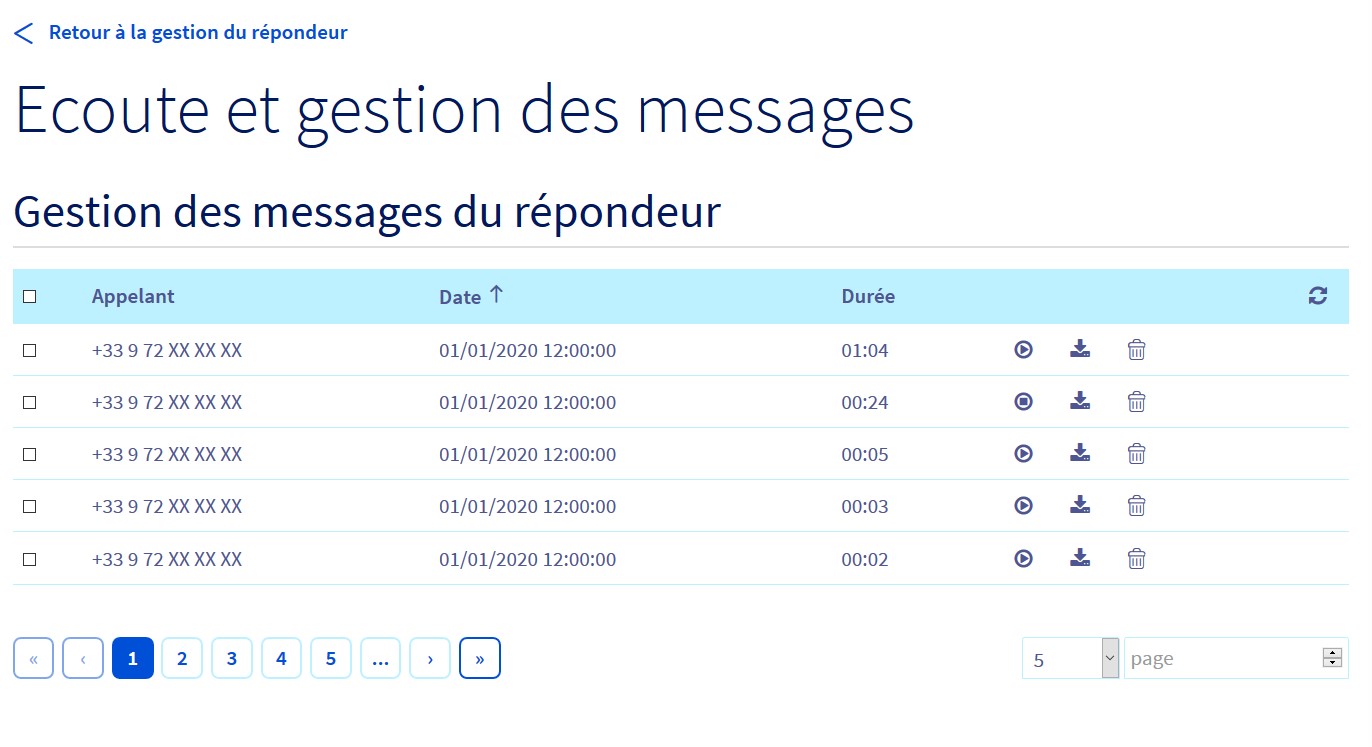 Retour à la gestion du répondeur
Ecoute et gestion des messages
Gestion des messages du répondeur
Appelant Date ↑ Durée
+33 9 72 XX XX XX 01/01/2020 12:00:00 01:04
+33 9 72 XX XX XX 01/01/2020 12:00:00 00:24
+33 9 72 XX XX XX 01/01/2020 12:00:00 00:05
+33 9 72 XX XX XX 01/01/2020 12:00:00 00:03
+33 9 72 XX XX XX 01/01/2020 12:00:00 00:02
« ‹ 1 2 3 4 5 ... › » 5 page